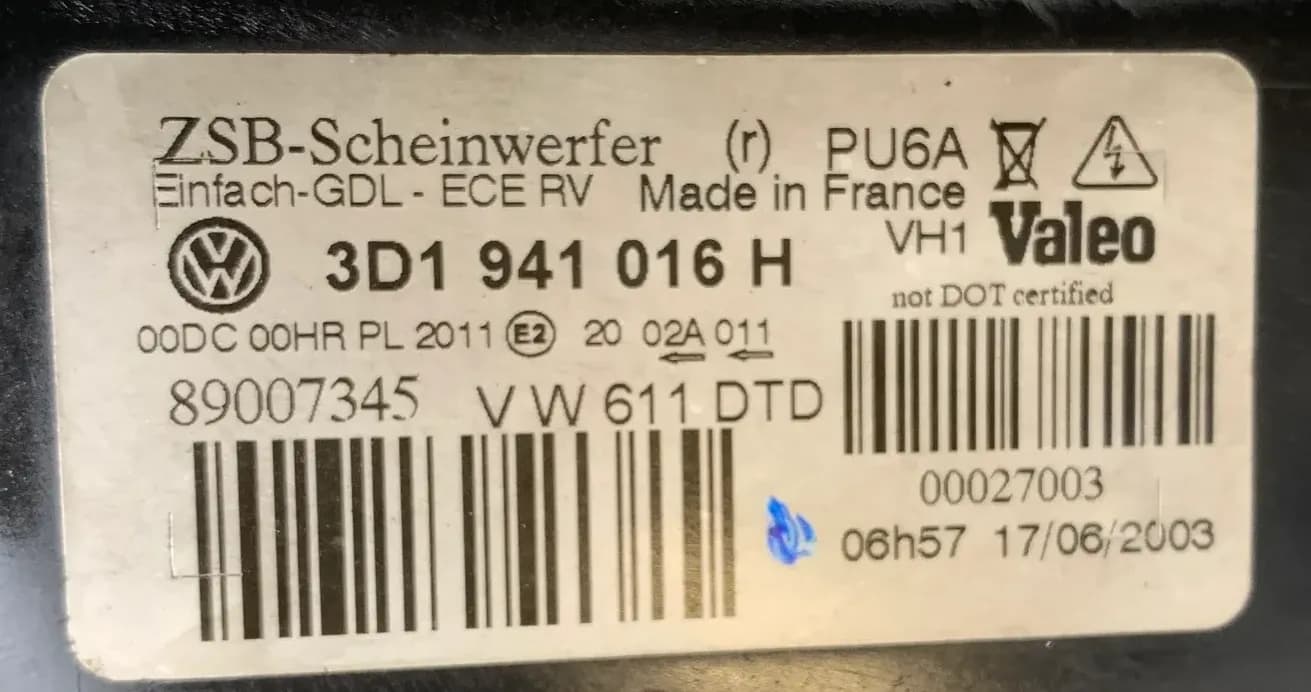 ZSB-Scheinwerfer (r) PU6A
Einfach-GDL - ECE RV Made in France
3D1 941 016 H VH1 Valeo
not DOT certified
00DC 00HR PL 2011 E2 20 02A 011
89007345 VW 611 DTD
00027003
06h57 17/06/2003